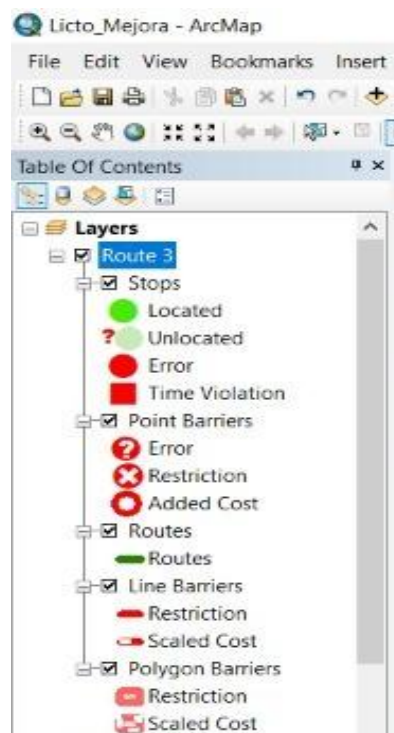 Licto_Mejora - ArcMap
File Edit View Bookmarks Insert
Table Of Contents
Layers
Route 3
Stops
Located
? Unlocated
Error
Time Violation
Point Barriers
? Error
Restriction
Added Cost
Routes
Routes
Line Barriers
Restriction
Scaled Cost
Polygon Barriers
Restriction
Scaled Cost